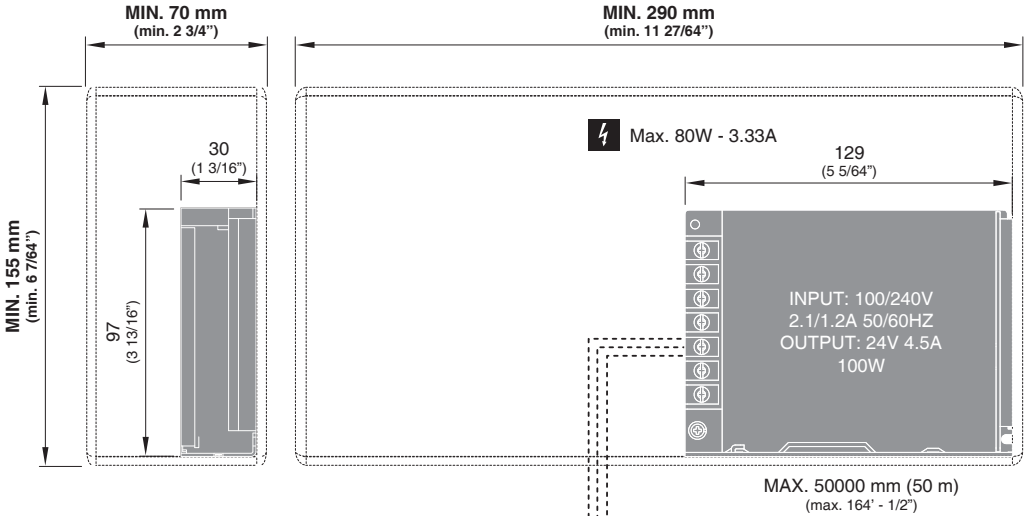 MIN. 70 mm
(min. 2 3/4”)
MIN. 290 mm
(min. 11 27/64”)
Max. 80W - 3.33A
30
(1 3/16”)
129
(5 5/64”)
MIN. 155 mm
(min. 6 7/64”)
97
(3 13/16”)
INPUT: 100/240V
2.1/1.2A 50/60HZ
OUTPUT: 24V 4.5A
100W
MAX. 50000 mm (50 m)
(max. 164' - 1/2”)